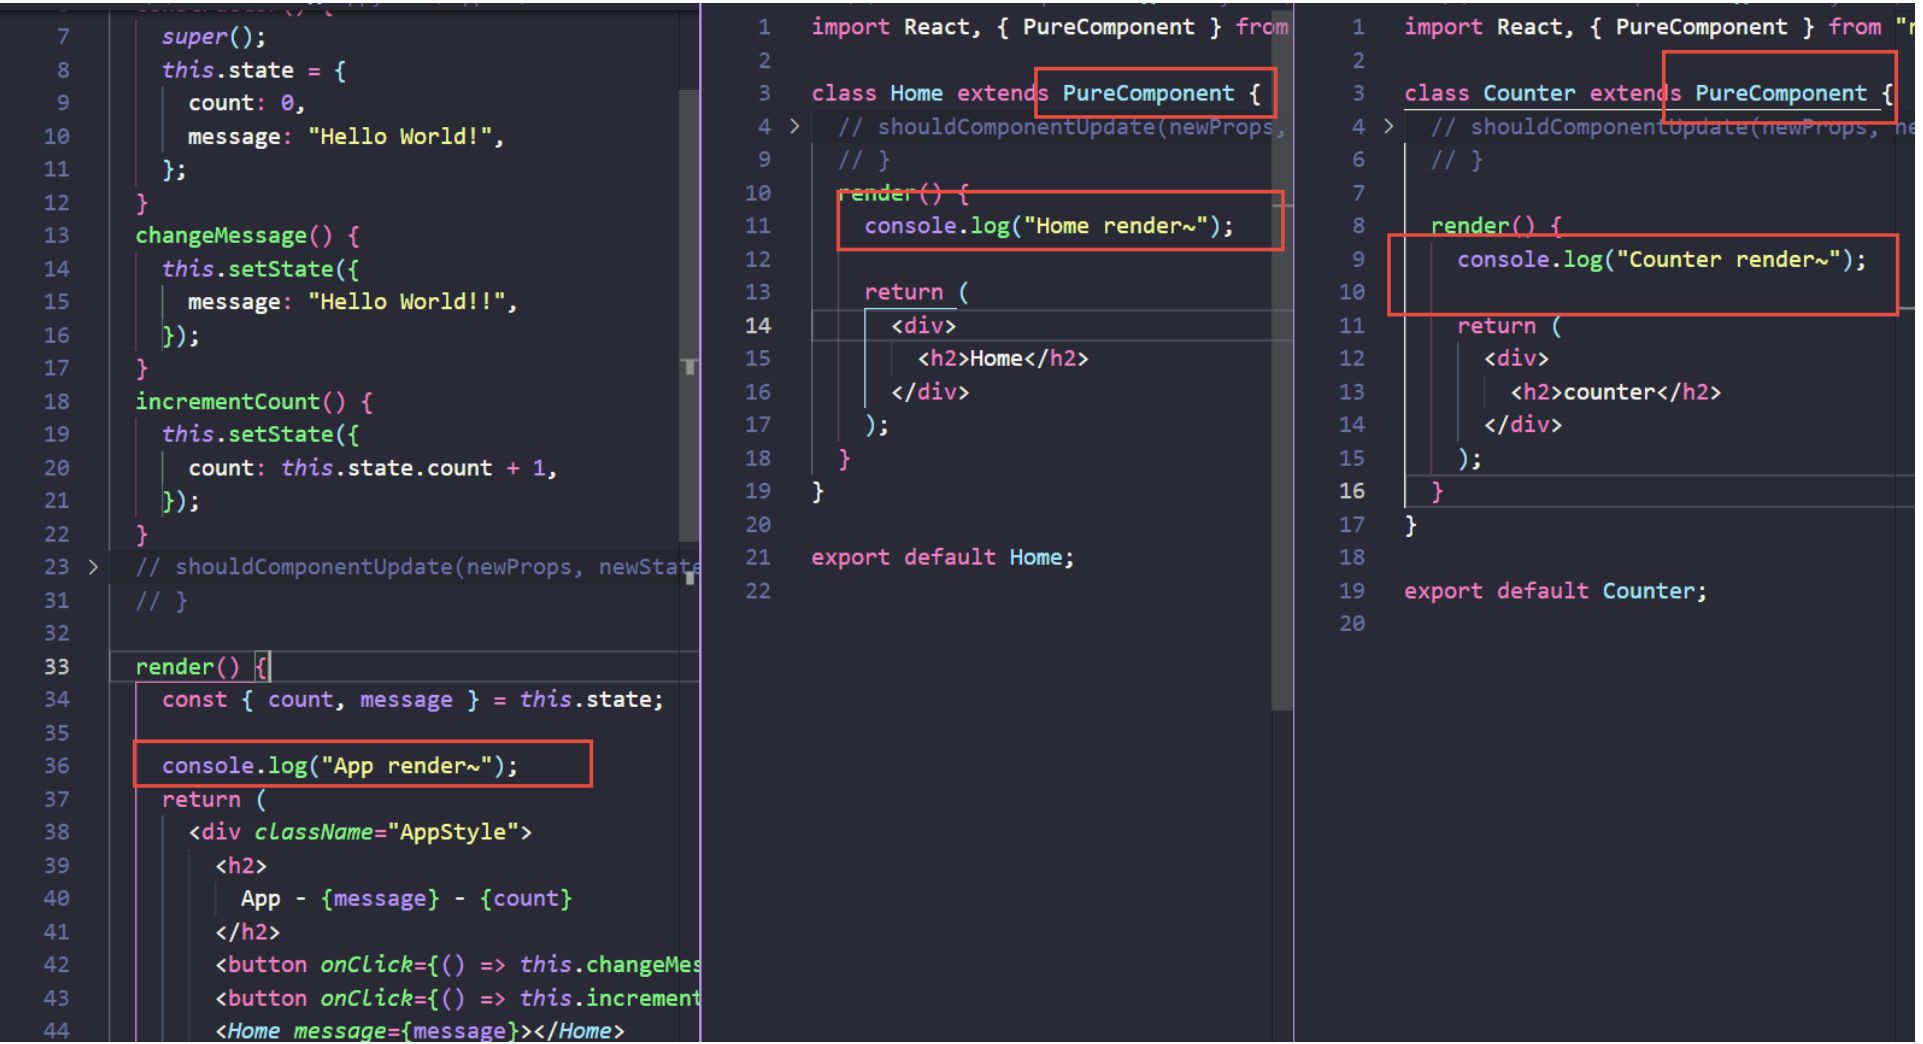 7 super();
8 this.state = {
9 count: 0,
10 message: "Hello World!",
11 };
12 }
13 changeMessage() {
14 this.setState({
15 message: "Hello World!!",
16 });
17 }
18 incrementCount() {
19 this.setState({
20 count: this.state.count + 1,
21 });
22 }
23 > // shouldComponentUpdate(newProps, newState
31 // }
32
33 render() {
34 const { count, message } = this.state;
35
36 console.log("App render~");
37 return (
38 <div className="AppStyle">
39 <h2>
40 App - {message} - {count}
41 </h2>
42 <button onClick={() => this.changeMes
43 <button onClick={() => this.increment
44 <Home message={message}></Home>
1 import React, { PureComponent } from
2
3 class Home extends PureComponent {
4 > // shouldComponentUpdate(newProps,
9 // }
10 render() {
11 console.log("Home render~");
12
13 return (
14 <div>
15 <h2>Home</h2>
16 </div>
17 );
18 }
19 }
20
21 export default Home;
22
1 import React, { PureComponent } from "r
2
3 class Counter extends PureComponent {
4 > // shouldComponentUpdate(newProps, ne
6 // }
7
8 render() {
9 console.log("Counter render~");
10
11 return (
12 <div>
13 <h2>counter</h2>
14 </div>
15 );
16 }
17 }
18
19 export default Counter;
20